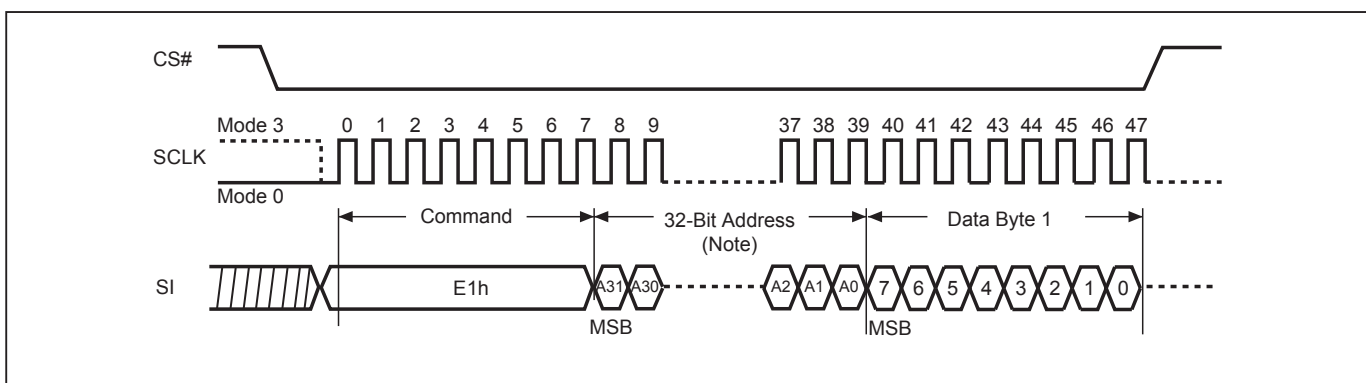 CS#
Mode 3 0 1 2 3 4 5 6 7 8 9 37 38 39 40 41 42 43 44 45 46 47
SCLK
Mode 0
Command 32-Bit Address Data Byte 1
(Note)
SI E1h A31 A30 A2 A1 A0 7 6 5 4 3 2 1 0
MSB MSB